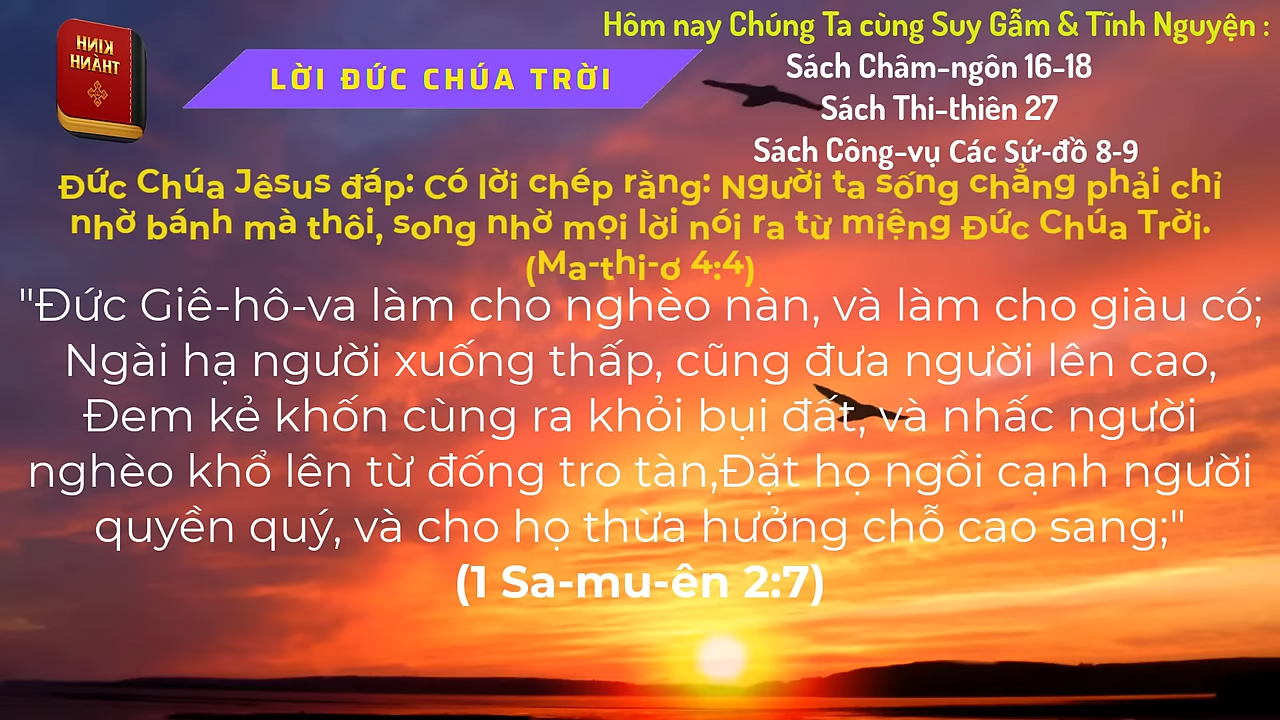 KINH
THÁNH
LỜI ĐỨC CHÚA TRỜI
Hôm nay Chúng Ta cùng Suy Gẫm & Tĩnh Nguyện :
Sách Châm-ngôn 16-18
Sách Thi-thiên 27
Sách Công-vụ Các Sứ-đồ 8-9
Đức Chúa Jêsus đáp: Có lời chép rằng: Người ta sống chẳng phải chỉ
nhờ bánh mà thôi, song nhờ mọi lời nói ra từ miệng Đức Chúa Trời.
(Ma-thi-ơ 4:4)
"Đức Giê-hô-va làm cho nghèo nàn, và làm cho giàu có;
Ngài hạ người xuống thấp, cũng đưa người lên cao,
Đem kẻ khốn cùng ra khỏi bụi đất, và nhấc người
nghèo khổ lên từ đống tro tàn,Đặt họ ngồi cạnh người
quyền quý, và cho họ thừa hưởng chỗ cao sang;"
(1 Sa-mu-ên 2:7)